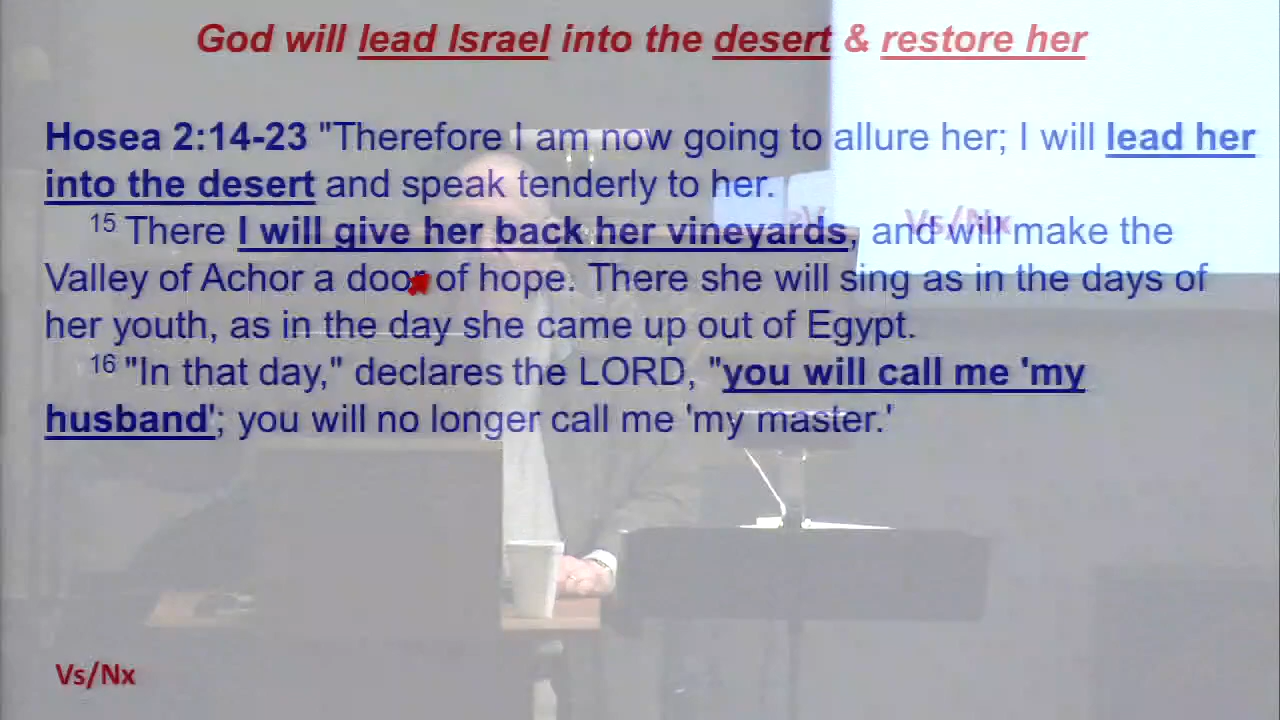 God will lead Israel into the desert & restore her
Hosea 2:14-23 "Therefore I am now going to allure her; I will lead her
into the desert and speak tenderly to her.
15 There I will give her back her vineyards, and will make the
Valley of Achor a door of hope. There she will sing as in the days of
her youth, as in the day she came up out of Egypt.
16 "In that day," declares the LORD, "you will call me 'my
husband'; you will no longer call me 'my master.'
Vs/Nx
Vs/Nx